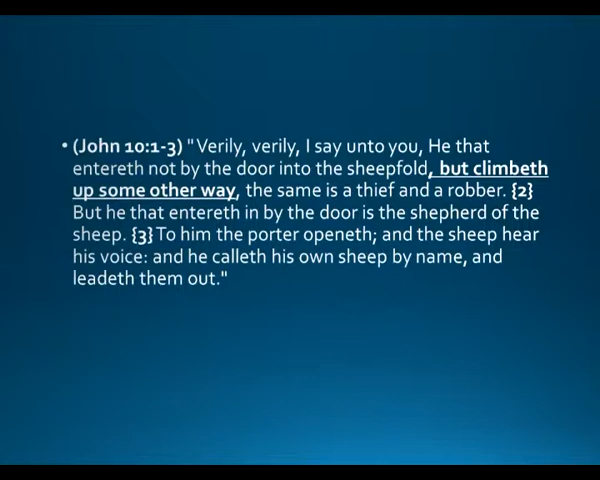 • (John 10:1-3) "Verily, verily, I say unto you, He that
entereth not by the door into the sheepfold, but climbeth
up some other way, the same is a thief and a robber. {2}
But he that entereth in by the door is the shepherd of the
sheep. {3} To him the porter openeth; and the sheep hear
his voice: and he calleth his own sheep by name, and
leadeth them out."